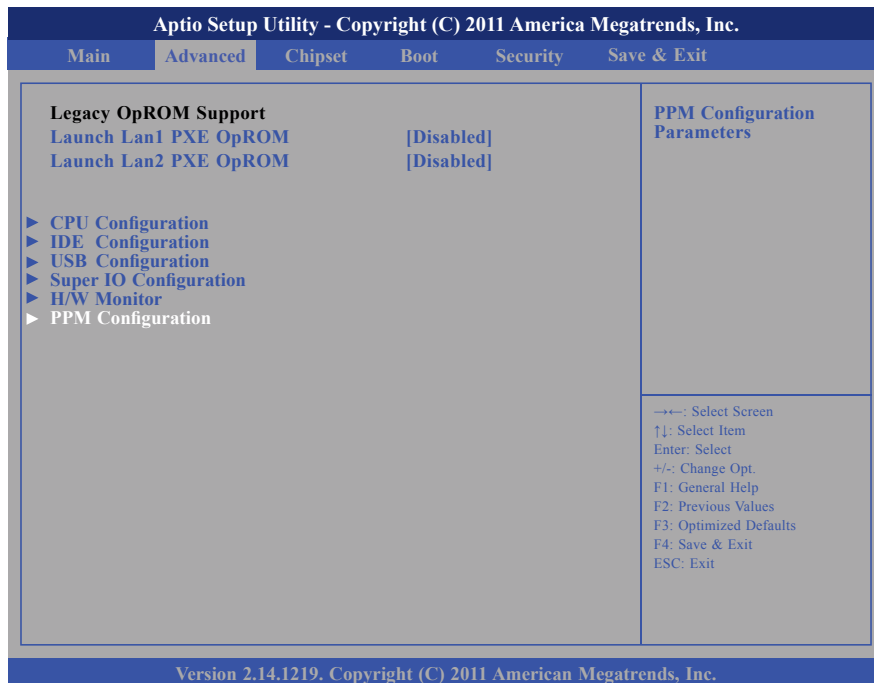 Aptio Setup Utility - Copyright (C) 2011 America Megatrends, Inc.
Main Advanced Chipset Boot Security Save & Exit
Legacy OpROM Support
Launch Lan1 PXE OpROM [Disabled]
Launch Lan2 PXE OpROM [Disabled]
► CPU Configuration
► IDE Configuration
► USB Configuration
► Super IO Configuration
► H/W Monitor
► PPM Configuration
PPM Configuration
Parameters
→←: Select Screen
↑↓: Select Item
Enter: Select
+/-: Change Opt.
F1: General Help
F2: Previous Values
F3: Optimized Defaults
F4: Save & Exit
ESC: Exit
Version 2.14.1219. Copyright (C) 2011 American Megatrends, Inc.